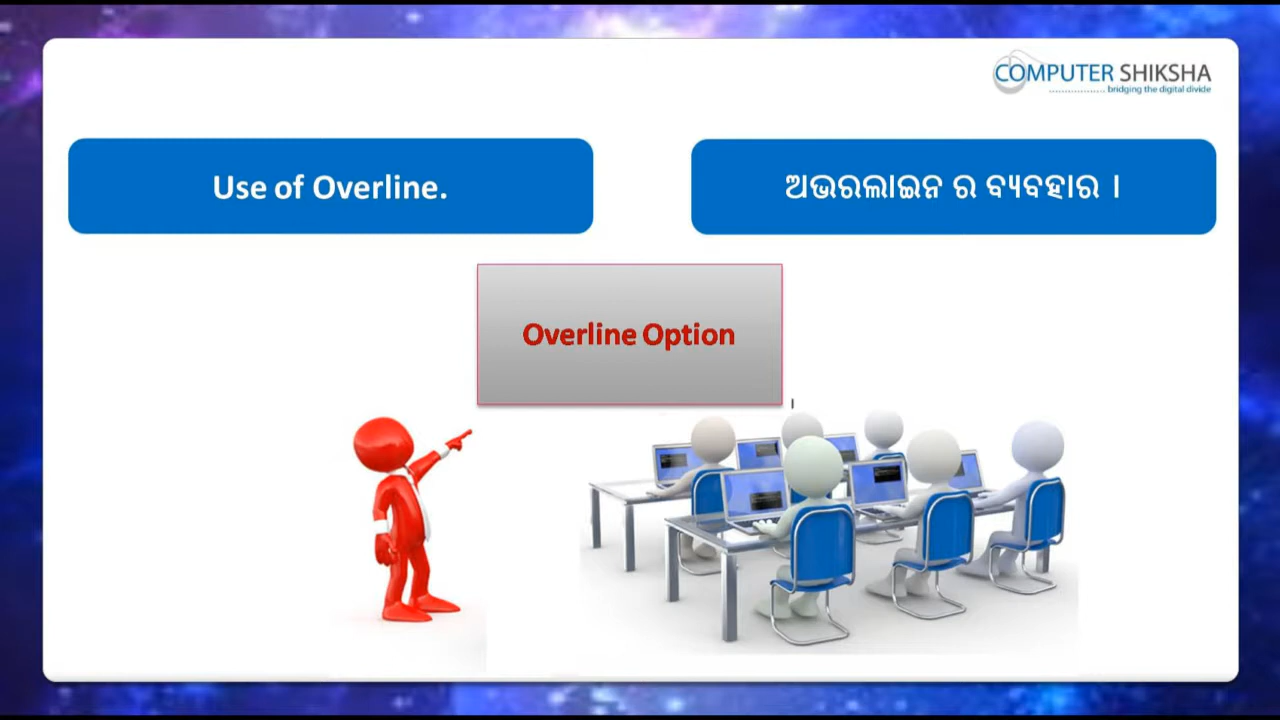 COMPUTER SHIKSHA
bridging the digital divide
Use of Overline.
ଅଭରଲାଇନ ର ବ୍ୟବହାର ।
Overline Option